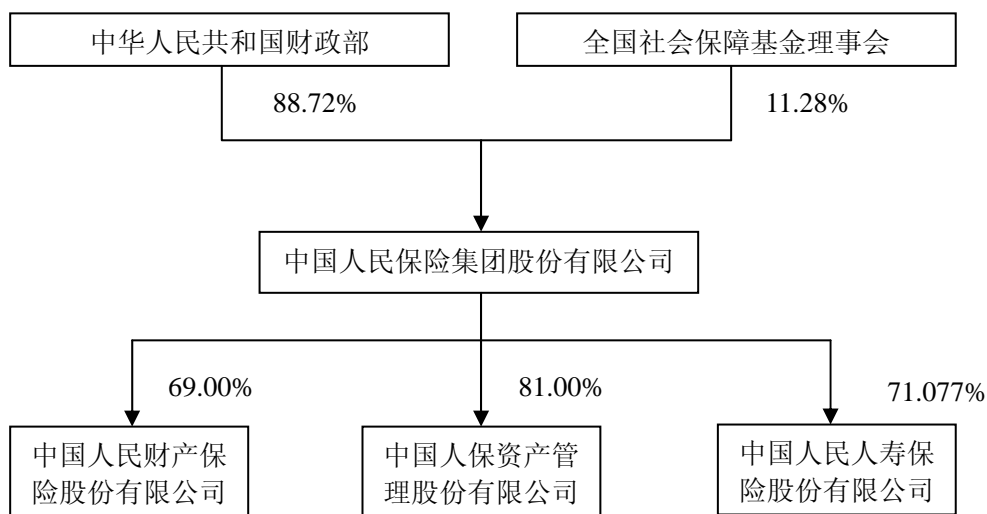 中华人民共和国财政部
全国社会保障基金理事会
88.72%
11.28%
中国人民保险集团股份有限公司
69.00%
81.00%
71.077%
中国人民财产保
险股份有限公司
中国人保资产管
理股份有限公司
中国人民人寿保
险股份有限公司